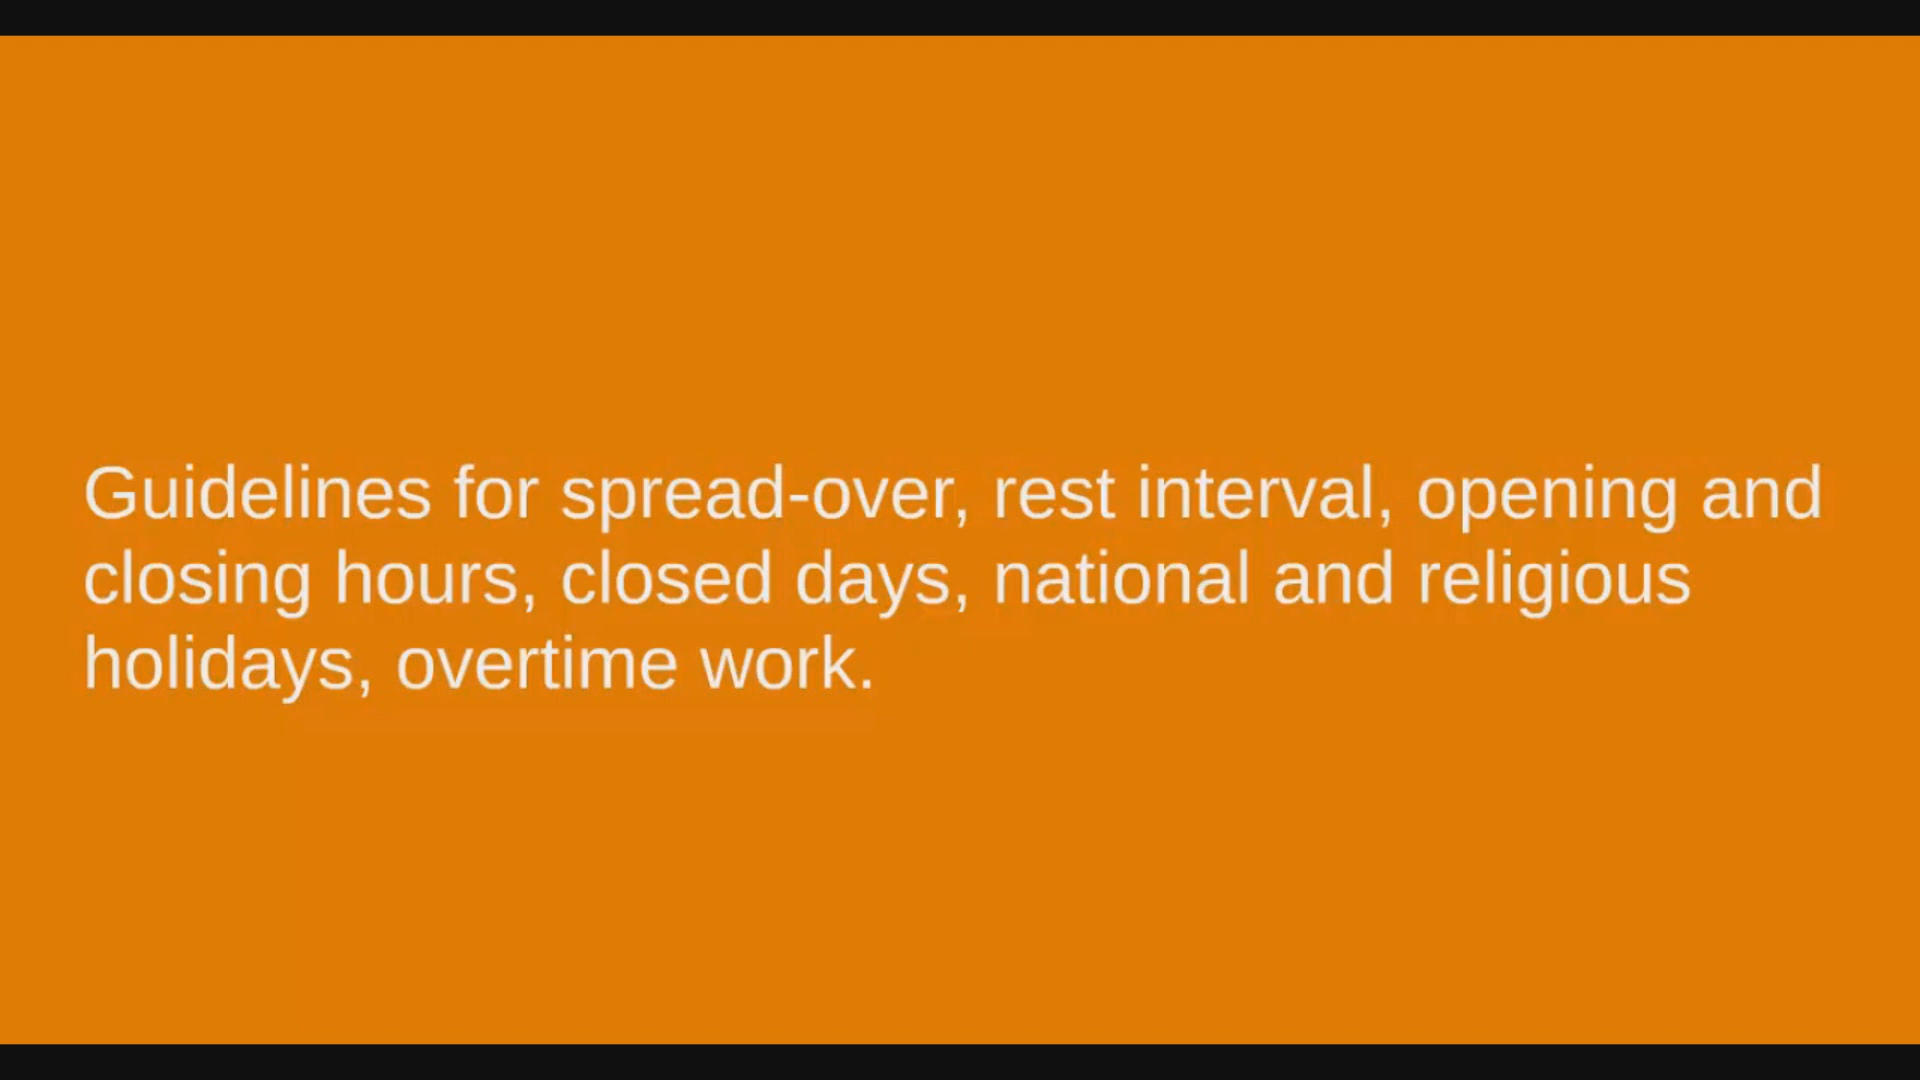 Guidelines for spread-over, rest interval, opening and
closing hours, closed days, national and religious
holidays, overtime work.